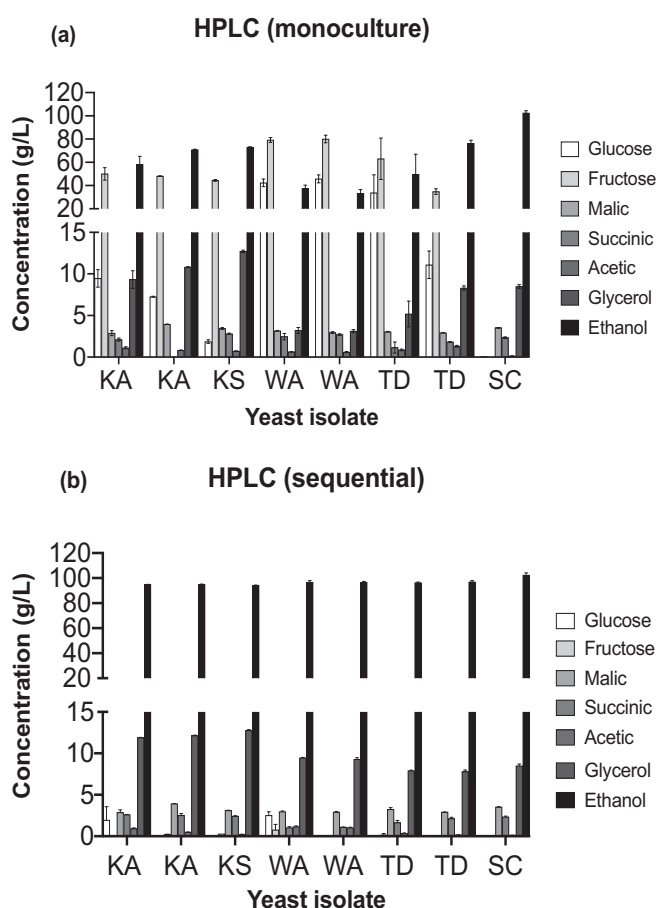 (a)
HPLC (monoculture)
Concentration (g/L)
120
100
80
60
40
20
15
10
5
0
KA KA KS WA WA TD TD SC
Yeast isolate
Glucose
Fructose
Malic
Succinic
Acetic
Glycerol
Ethanol
(b)
HPLC (sequential)
Concentration (g/L)
120
100
80
60
40
20
15
10
5
0
KA KA KS WA WA TD TD SC
Yeast isolate
Glucose
Fructose
Malic
Succinic
Acetic
Glycerol
Ethanol